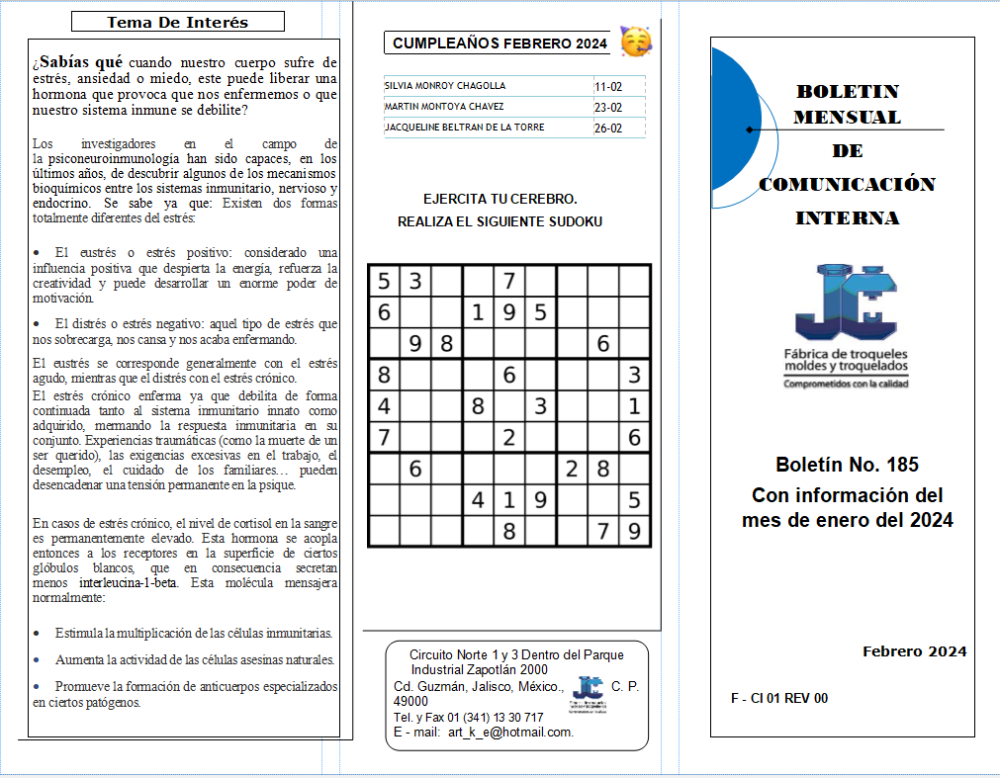 Tema De Interés
¿Sabías qué cuando nuestro cuerpo sufre de
estrés, ansiedad o miedo, este puede liberar una
hormona que provoca que nos enfermemos o que
nuestro sistema inmune se debilite?
Los investigadores en el campo de
la psiconeuroinmunología han sido capaces, en los
últimos años, de descubrir algunos de los mecanismos
bioquímicos entre los sistemas inmunitario, nervioso y
endocrino. Se sabe ya que: Existen dos formas
totalmente diferentes del estrés:
• El eustrés o estrés positivo: considerado una
influencia positiva que despierta la energía, refuerza la
creatividad y puede desarrollar un enorme poder de
motivación.
• El distrés o estrés negativo: aquel tipo de estrés que
nos sobrecarga, nos cansa y nos acaba enfermando.
El eustrés se corresponde generalmente con el estrés
agudo, mientras que el distrés con el estrés crónico.
El estrés crónico enferma ya que debilita de forma
continuada tanto al sistema inmunitario innato como
adquirido, mermando la respuesta inmunitaria en su
conjunto. Experiencias traumáticas (como la muerte de un
ser querido), las exigencias excesivas en el trabajo, el
desempleo, el cuidado de los familiares… pueden
desencadenar una tensión permanente en la psique.
En casos de estrés crónico, el nivel de cortisol en la sangre
es permanentemente elevado. Esta hormona se acopla
entonces a los receptores en la superficie de ciertos
glóbulos blancos, que en consecuencia secretan
menos interleucina-1-beta. Esta molécula mensajera
normalmente:
• Estimula la multiplicación de las células inmunitarias.
• Aumenta la actividad de las células asesinas naturales.
• Promueve la formación de anticuerpos especializados
en ciertos patógenos.
CUMPLEAÑOS FEBRERO 2024
SILVIA MONROY CHAGOLLA 11-02
MARTIN MONTOYA CHAVEZ 23-02
JACQUELINE BELTRAN DE LA TORRE 26-02
EJERCITA TU CEREBRO.
REALIZA EL SIGUIENTE SUDOKU
5 3 7
6 1 9 5
9 8 6
8 6 3
4 8 3 1
7 2 6
6 2 8
4 1 9 5
8 7 9
Circuito Norte 1 y 3 Dentro del Parque
Industrial Zapotlán 2000
Cd. Guzmán, Jalisco, México., C. P.
49000
Tel. y Fax 01 (341) 13 30 717
E - mail: art_k_e@hotmail.com.
BOLETIN
MENSUAL
DE
COMUNICACIÓN
INTERNA
Fábrica de troqueles
moldes y troquelados
Comprometidos con la calidad
Boletín No. 185
Con información del
mes de enero del 2024
Febrero 2024
F - CI 01 REV 00